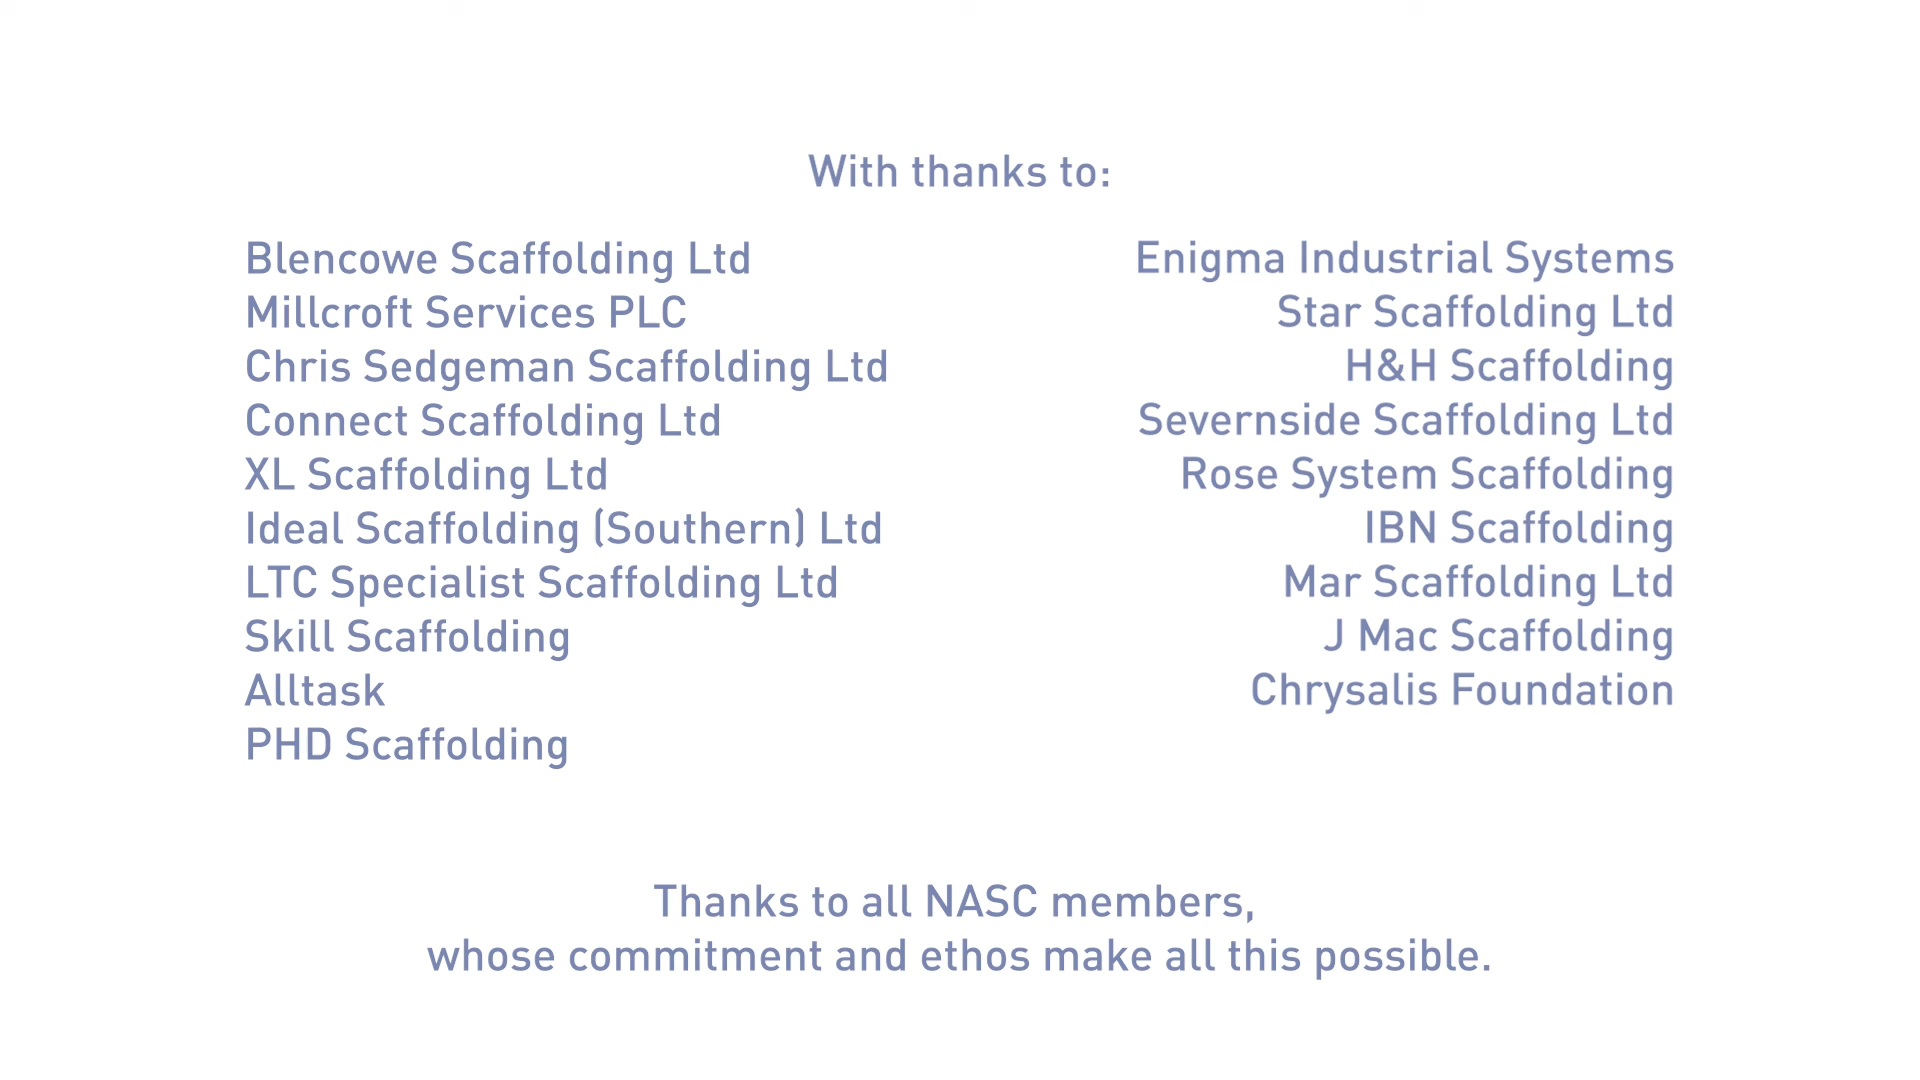 With thanks to:
Blencowe Scaffolding Ltd
Millcroft Services PLC
Chris Sedgeman Scaffolding Ltd
Connect Scaffolding Ltd
XL Scaffolding Ltd
Ideal Scaffolding (Southern) Ltd
LTC Specialist Scaffolding Ltd
Skill Scaffolding
Alltask
PHD Scaffolding
Enigma Industrial Systems
Star Scaffolding Ltd
H&H Scaffolding
Severnside Scaffolding Ltd
Rose System Scaffolding
IBN Scaffolding
Mar Scaffolding Ltd
J Mac Scaffolding
Chrysalis Foundation
Thanks to all NASC members,
whose commitment and ethos make all this possible.